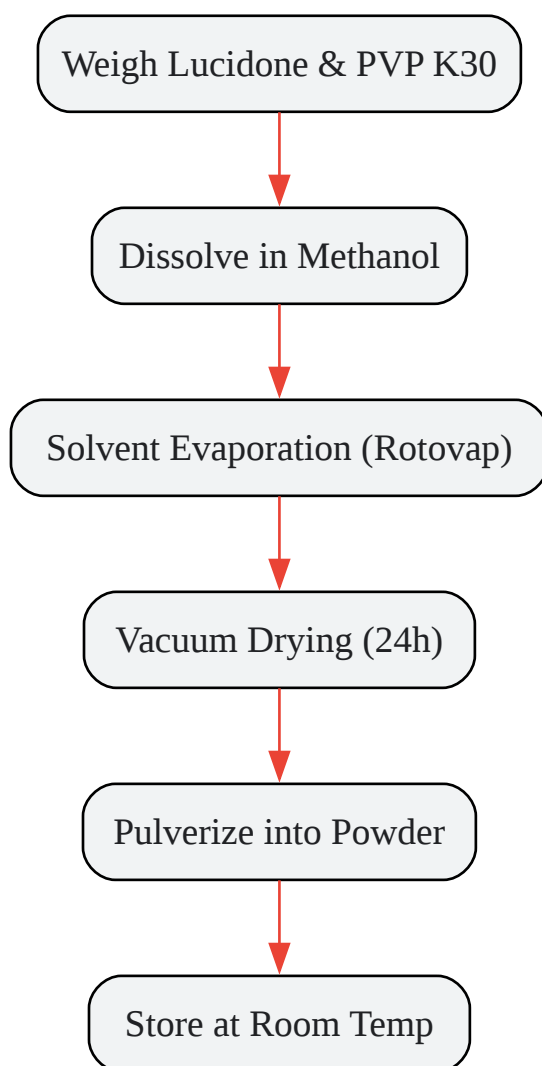 Weigh Lucidone & PVP K30
Dissolve in Methanol
Solvent Evaporation (Rotovap)
Vacuum Drying (24h)
Pulverize into Powder
Store at Room Temp